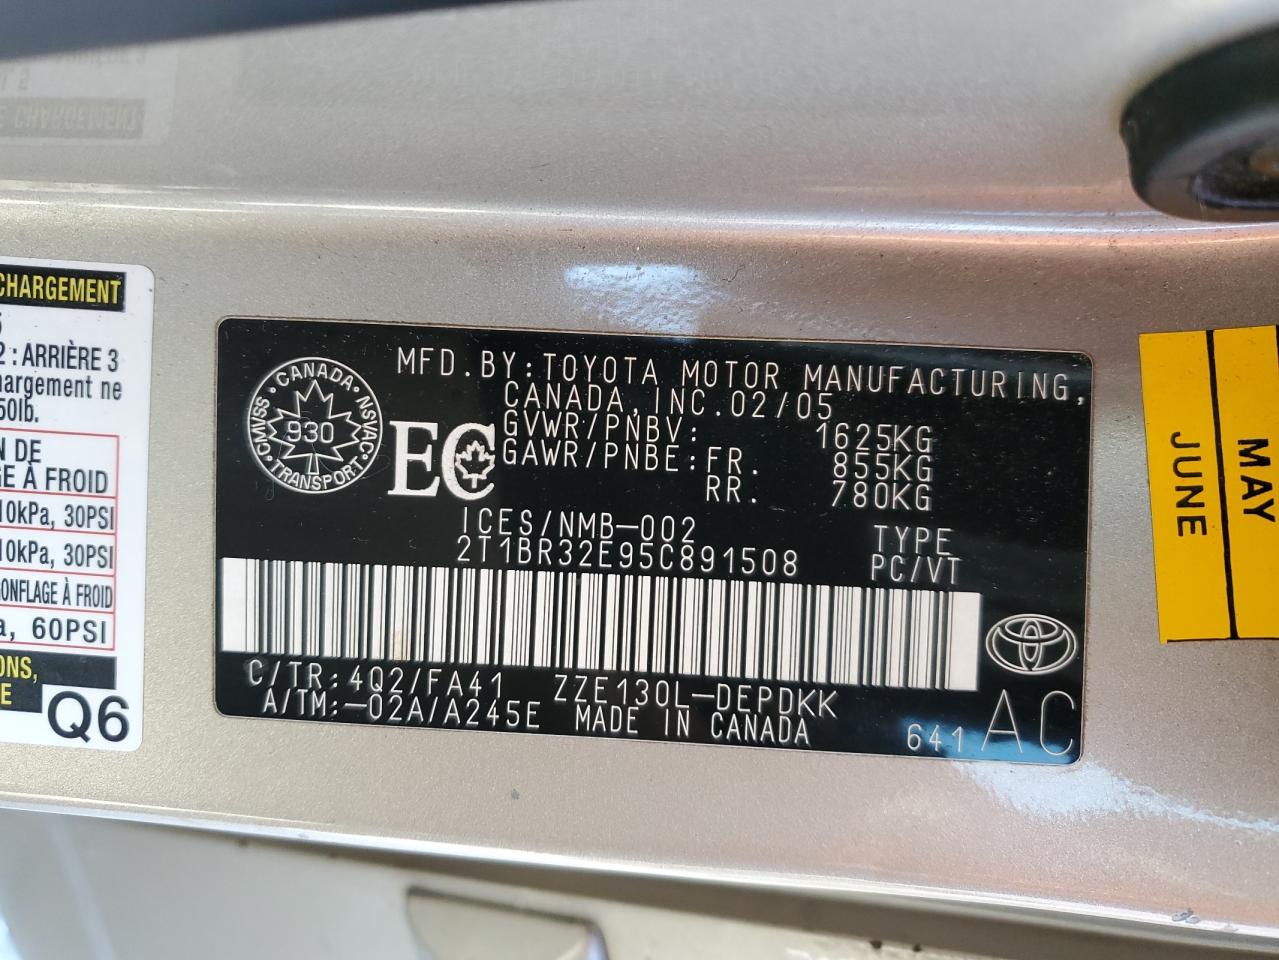 CHARGEMENT
2 : ARRIÈRE 3
hargement ne
50lb.
N DE
GE À FROID
10kPa, 30PSI
10kPa, 30PSI
ONFLAGE À FROID
a, 60PSI
ONS,
E
Q6
CANADA
CMVSS
NSVAC
930
TRANSPORT
EC
MFD.BY:TOYOTA MOTOR MANUFACTURING,
CANADA,INC.02/05
GVWR/PNBV: 1625KG
GAWR/PNBE:FR. 855KG
RR. 780KG
ICES/NMB-002
2T1BR32E95C891508
TYPE
PC/VT
C/TR:4Q2/FA41 ZZE130L-DEPDKK
A/TM:-02A/A245E MADE IN CANADA
641 AC
JUNE
MAY